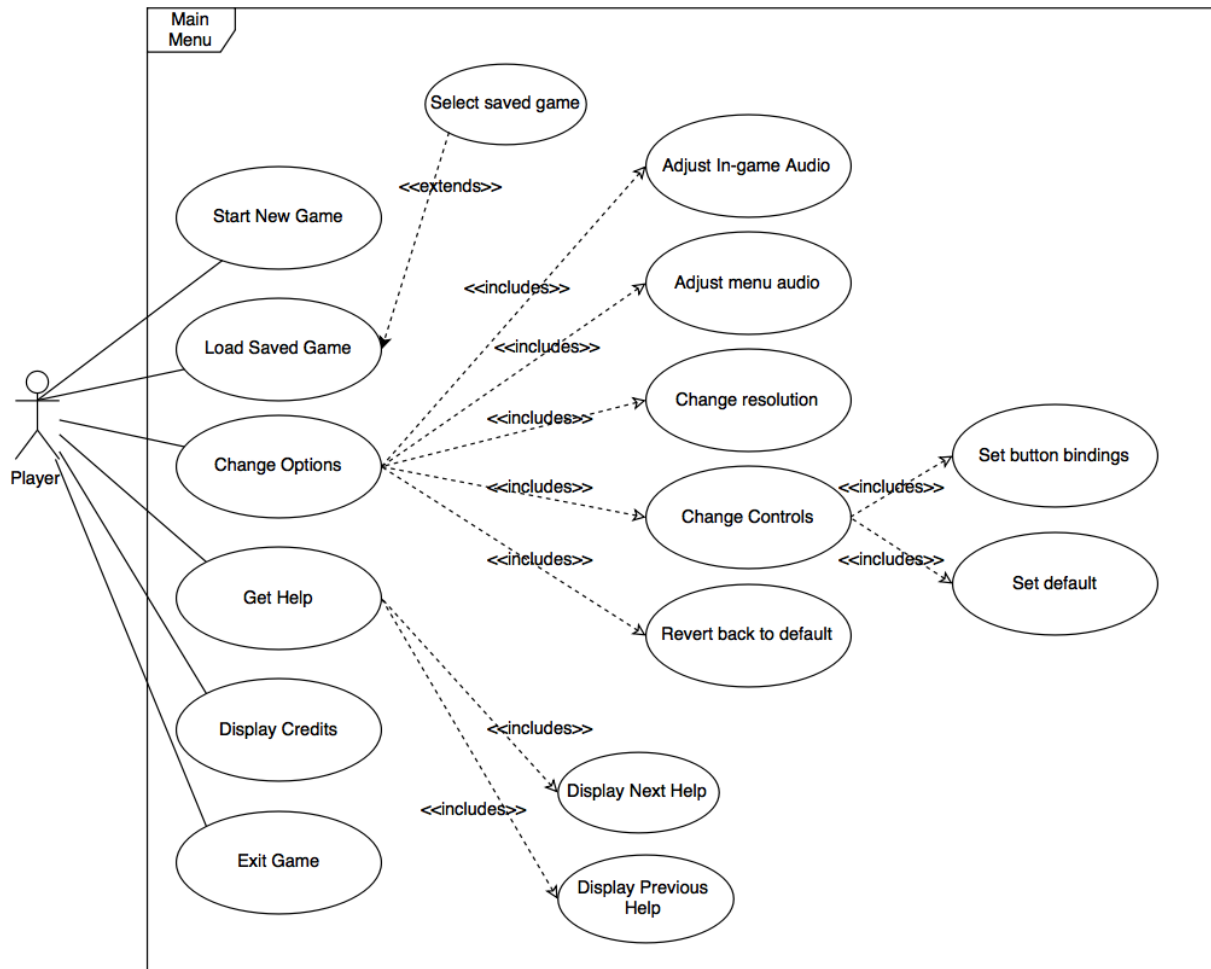 Main
Menu
Select saved game
Adjust In-game Audio
<<extends>>
Start New Game
Adjust menu audio
<<includes>>
<<includes>>
Load Saved Game
Change resolution
<<includes>>
Set button bindings
Change Options
Player
<<includes>>
<<includes>>
Change Controls
<<includes>>
<<includes>>
Set default
Get Help
Revert back to default
Display Credits
<<includes>>
Display Next Help
<<includes>>
Exit Game
Display Previous
Help